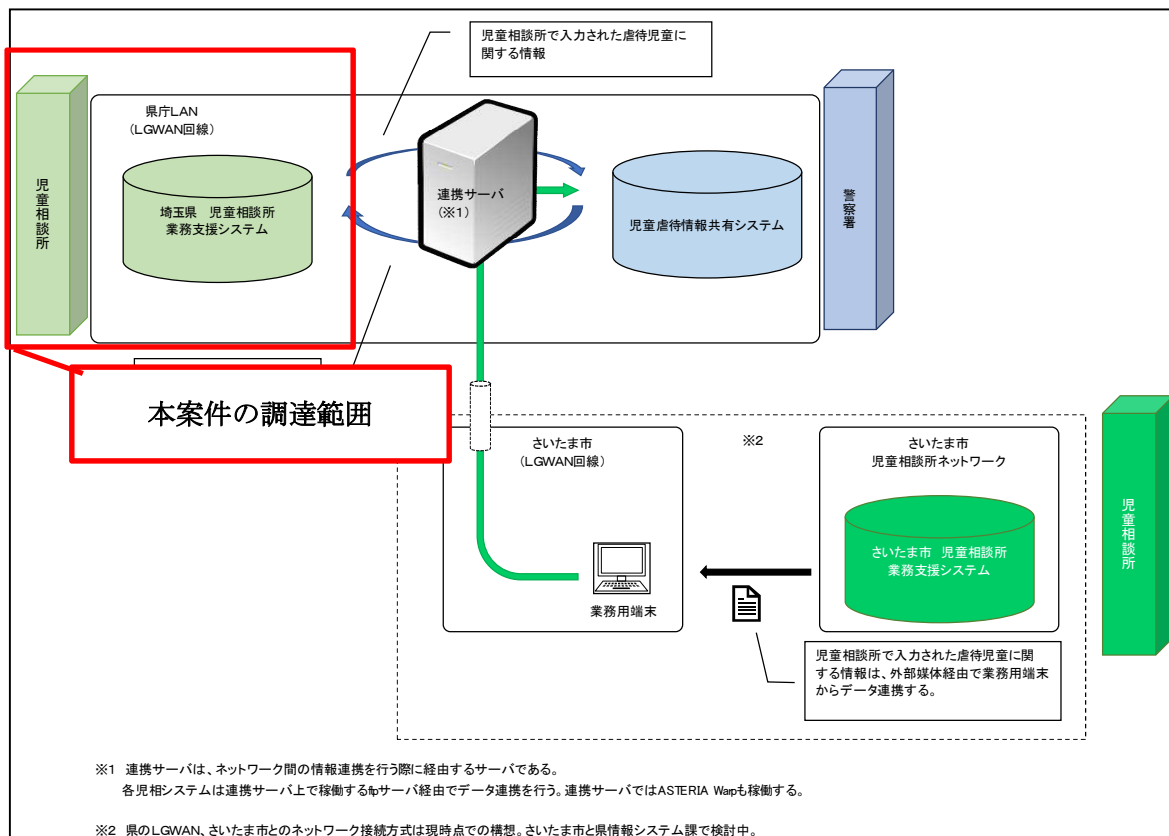 児童相談所で入力された虐待児童に
関する情報
県庁LAN
（LGWAN回線）
児童相談所
埼玉県　児童相談所
業務支援システム
連携サーバ
（※1）
児童虐待情報共有システム
警察署
本案件の調達範囲
さいたま市
（LGWAN回線）
※2
さいたま市
児童相談所ネットワーク
さいたま市　児童相談所
業務支援システム
業務用端末
児童相談所
児童相談所で入力された虐待児童に関
する情報は、外部媒体経由で業務用端末
からデータ連携する。
※1　連携サーバは、ネットワーク間の情報連携を行う際に経由するサーバである。
各児相システムは連携サーバ上で稼働するftpサーバ経由でデータ連携を行う。連携サーバではASTERIA Warpも稼働する。
※2　県のLGWAN、さいたま市とのネットワーク接続方式は現時点での構想。さいたま市と県情報システム課で検討中。